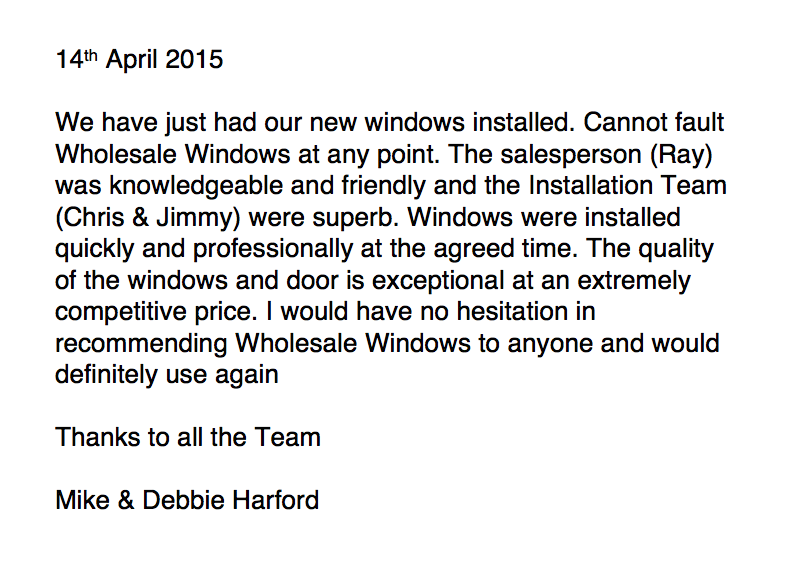 14th April 2015
We have just had our new windows installed. Cannot fault
Wholesale Windows at any point. The salesperson (Ray)
was knowledgeable and friendly and the Installation Team
(Chris & Jimmy) were superb. Windows were installed
quickly and professionally at the agreed time. The quality
of the windows and door is exceptional at an extremely
competitive price. I would have no hesitation in
recommending Wholesale Windows to anyone and would
definitely use again
Thanks to all the Team
Mike & Debbie Harford